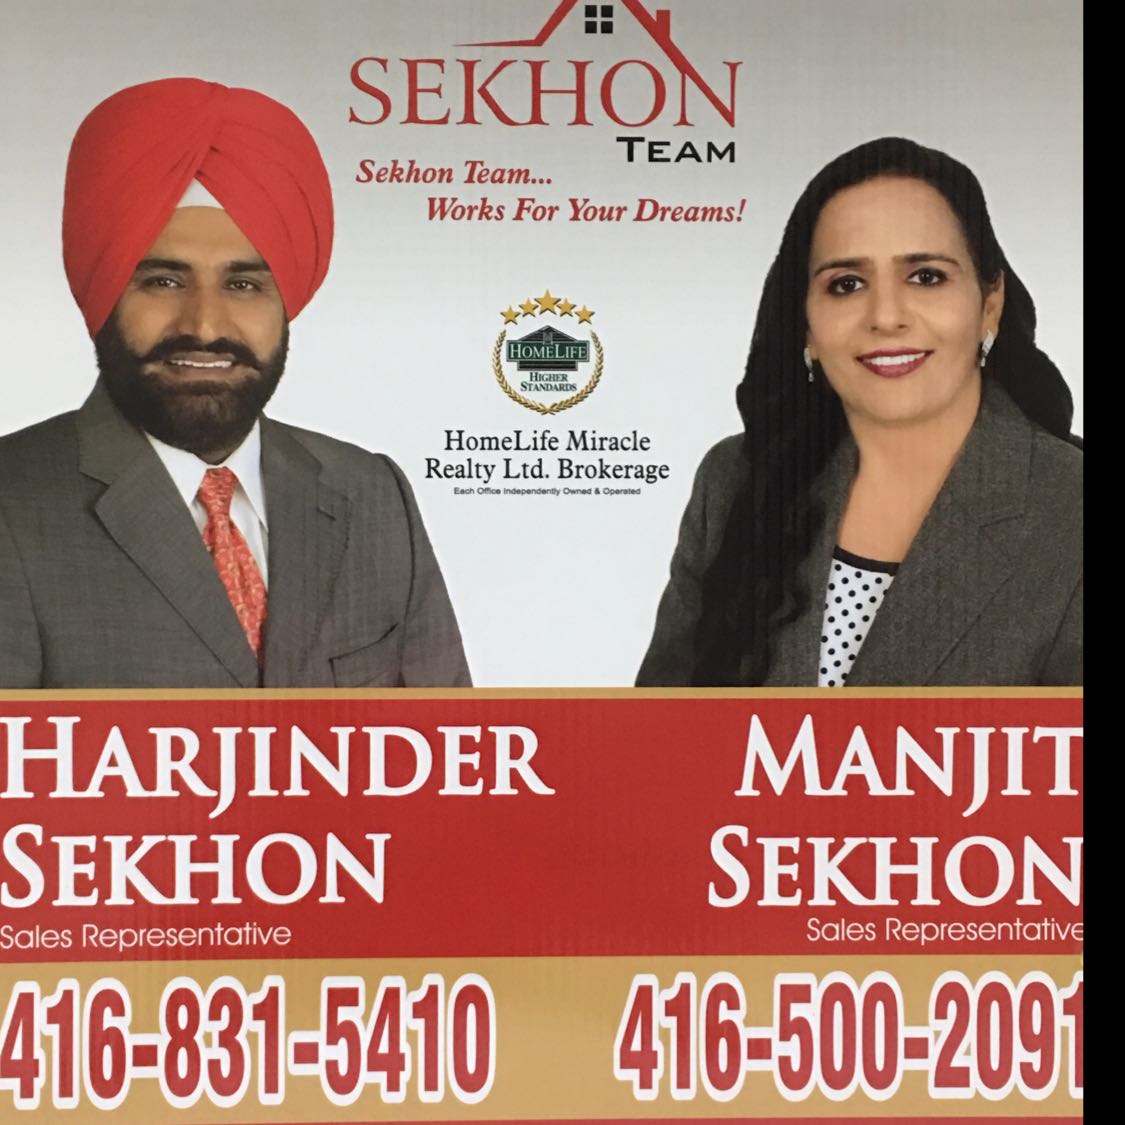 SEKHON
TEAM
Sekhon Team...
Works For Your Dreams!
HOMELIFE
HIGHER
STANDARDS
HomeLife Miracle
Realty Ltd. Brokerage
Each Office Independently Owned & Operated
HARJINDER
SEKHON
Sales Representative
416-831-5410
MANJIT
SEKHON
Sales Representative
416-500-2091